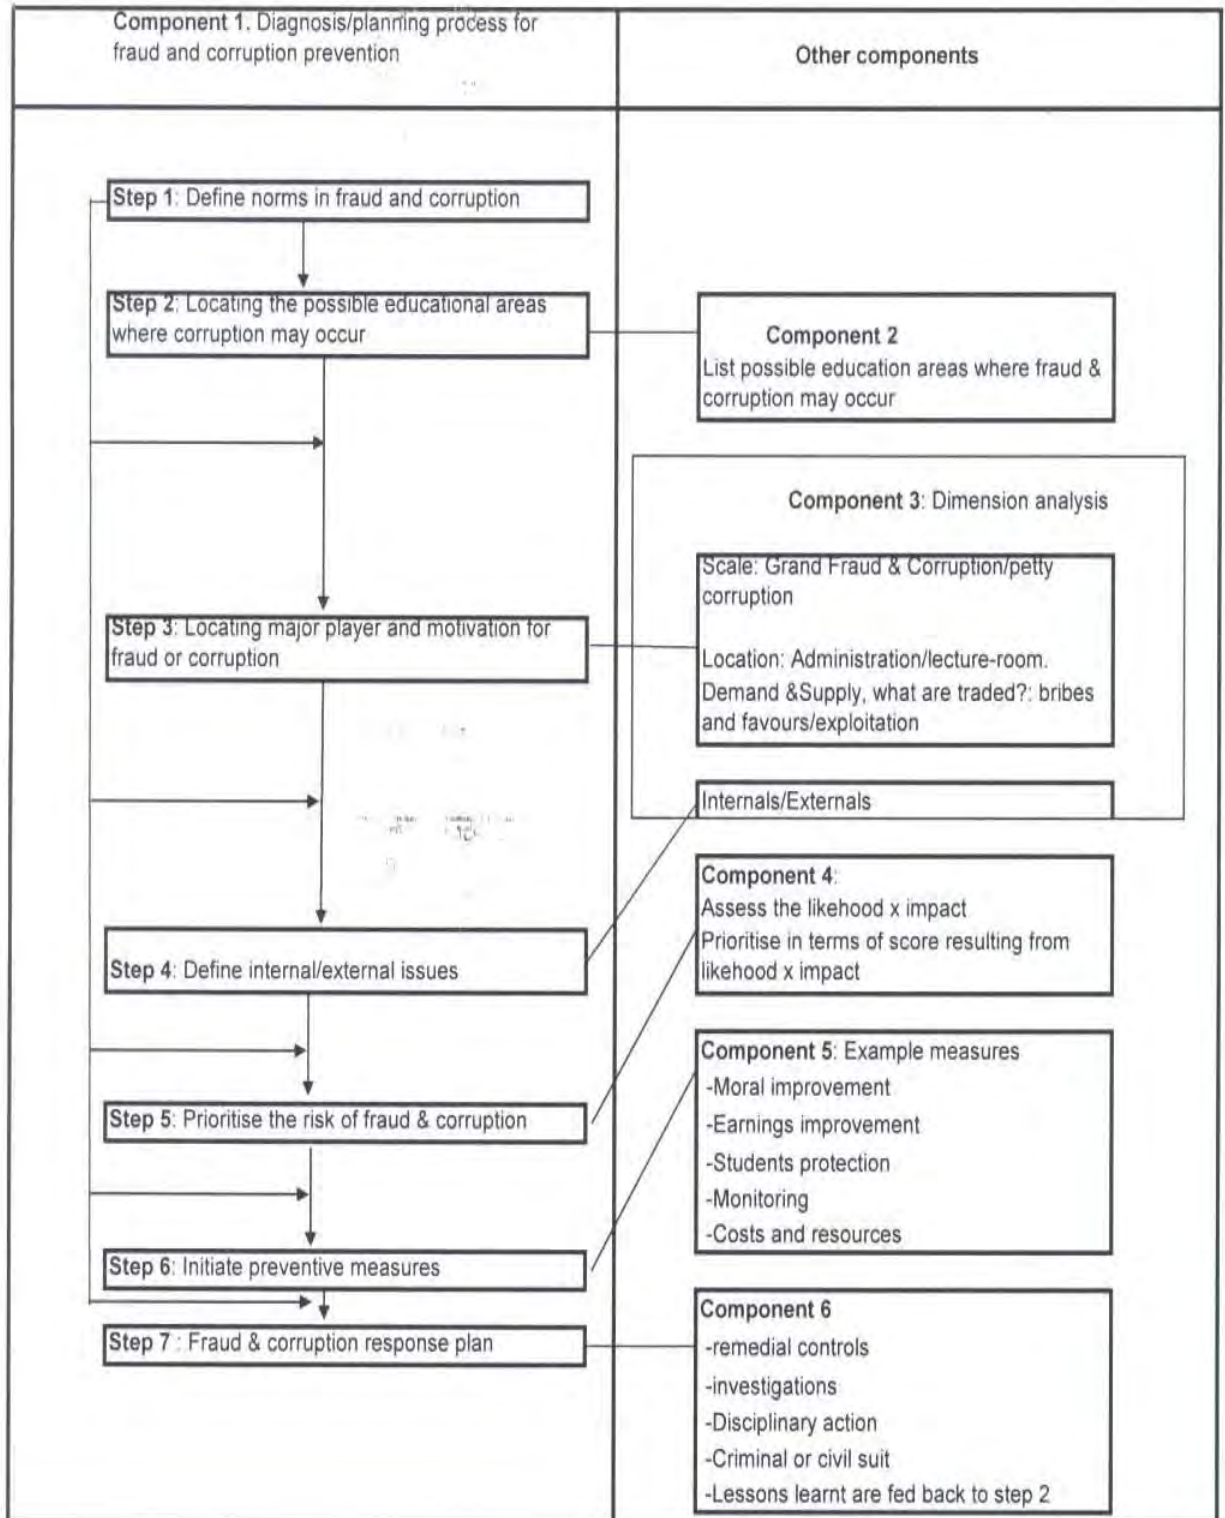 Component 1. Diagnosis/planning process for
fraud and corruption prevention
Other components
Step 1: Define norms in fraud and corruption
Step 2: Locating the possible educational areas
where corruption may occur
Component 2
List possible education areas where fraud &
corruption may occur
Component 3: Dimension analysis
Scale: Grand Fraud & Corruption/petty
corruption
Location: Administration/lecture-room.
Demand &Supply, what are traded?: bribes
and favours/exploitation
Step 3: Locating major player and motivation for
fraud or corruption
Internals/Externals
Step 4: Define internal/external issues
Component 4:
Assess the likehood x impact
Prioritise in terms of score resulting from
likehood x impact
Step 5: Prioritise the risk of fraud & corruption
Component 5: Example measures
-Moral improvement
-Earnings improvement
-Students protection
-Monitoring
-Costs and resources
Step 6: Initiate preventive measures
Step 7 : Fraud & corruption response plan
Component 6
-remedial controls
-investigations
-Disciplinary action
-Criminal or civil suit
-Lessons learnt are fed back to step 2